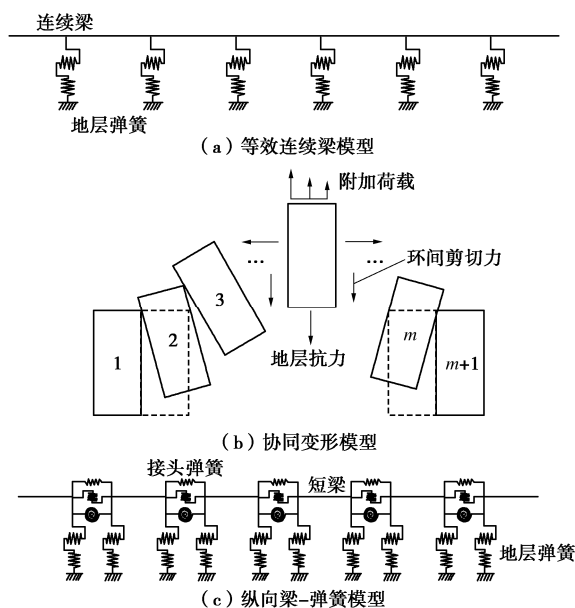 连续梁
地层弹簧
（a）等效连续梁模型
附加荷载
... ...
环间剪切力
3
2
1
m
m+1
地层抗力
（b）协同变形模型
接头弹簧
短梁
地层弹簧
（c）纵向梁-弹簧模型